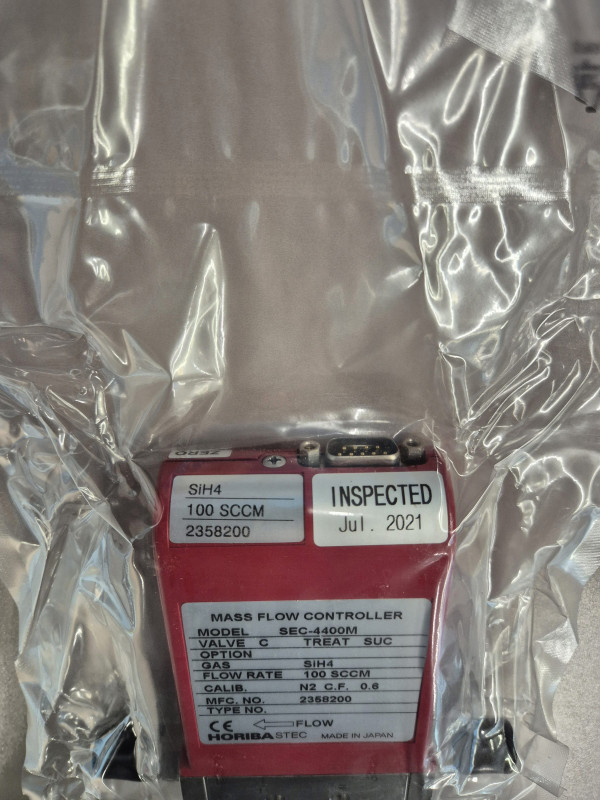 ZERO
SiH4
100 SCCM
2358200
INSPECTED
Jul. 2021
MASS FLOW CONTROLLER
MODEL SEC-4400M
VALVE C TREAT SUC
OPTION
GAS SiH4
FLOW RATE 100 SCCM
CALIB. N2 C.F. 0.6
MFC. NO. 2358200
TYPE NO.
CE ⇐ FLOW
HORIBA STEC MADE IN JAPAN